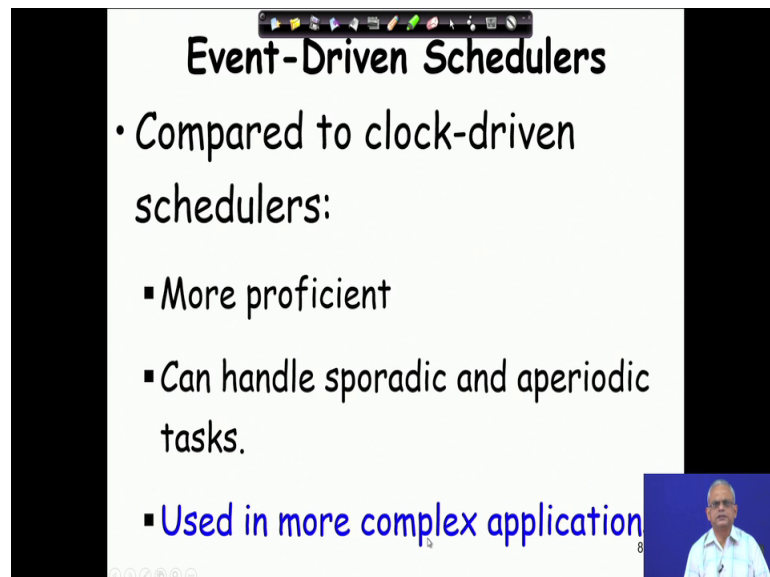 Event-Driven Schedulers
• Compared to clock-driven
schedulers:
▪ More proficient
▪ Can handle sporadic and aperiodic
tasks.
▪ Used in more complex application
8